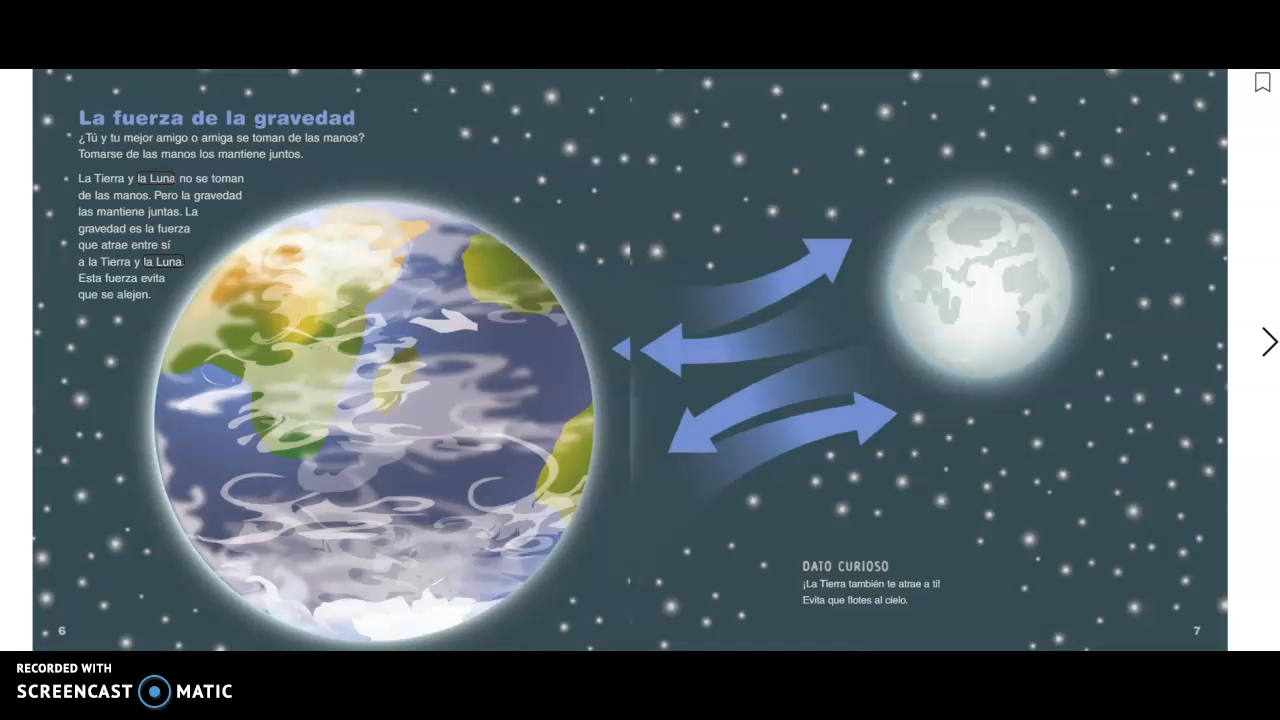 La fuerza de la gravedad
¿Tú y tu mejor amigo o amiga se toman de las manos?
Tomarse de las manos los mantiene juntos.
La Tierra y la Luna no se toman
de las manos. Pero la gravedad
las mantiene juntas. La
gravedad es la fuerza
que atrae entre sí
a la Tierra y la Luna.
Esta fuerza evita
que se alejen.
DATO CURIOSO
¡La Tierra también te atrae a ti!
Evita que flotes al cielo.
6
7
RECORDED WITH
SCREENCAST MATIC